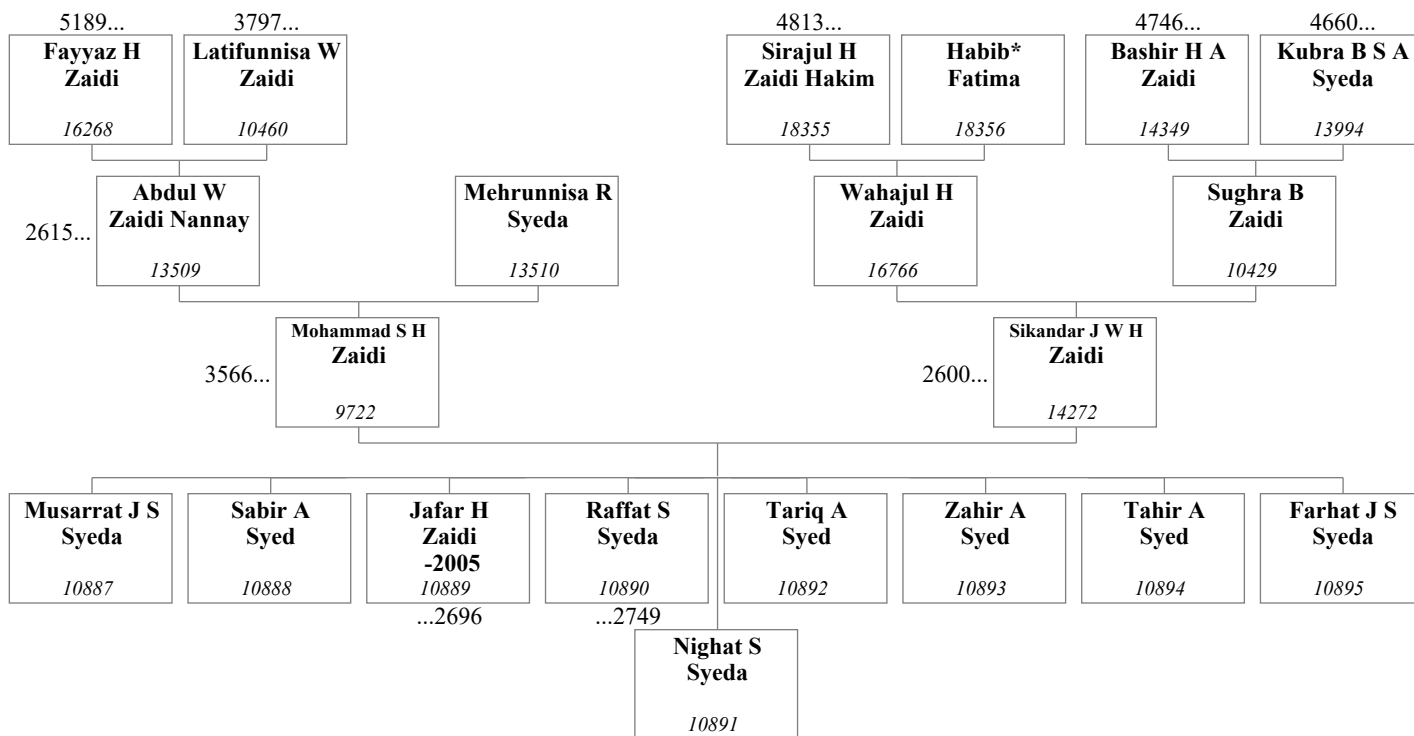 5189...
3797...
4813...
4746...
4660...
Fayyaz H
Zaidi
16268
Latifunnisa W
Zaidi
10460
Sirajul H
Zaidi Hakim
18355
Habib*
Fatima
18356
Bashir H A
Zaidi
14349
Kubra B S A
Syeda
13994
2615...
Abdul W
Zaidi Nannay
13509
Mehrunnisa R
Syeda
13510
Wahajul H
Zaidi
16766
Sughra B
Zaidi
10429
3566...
Mohammad S H
Zaidi
9722
2600...
Sikandar J W H
Zaidi
14272
Musarrat J S
Syeda
10887
Sabir A
Syed
10888
Jafar H
Zaidi
-2005
10889
...2696
Raffat S
Syeda
10890
...2749
Tariq A
Syed
10892
Zahir A
Syed
10893
Tahir A
Syed
10894
Farhat J S
Syeda
10895
Nighat S
Syeda
10891